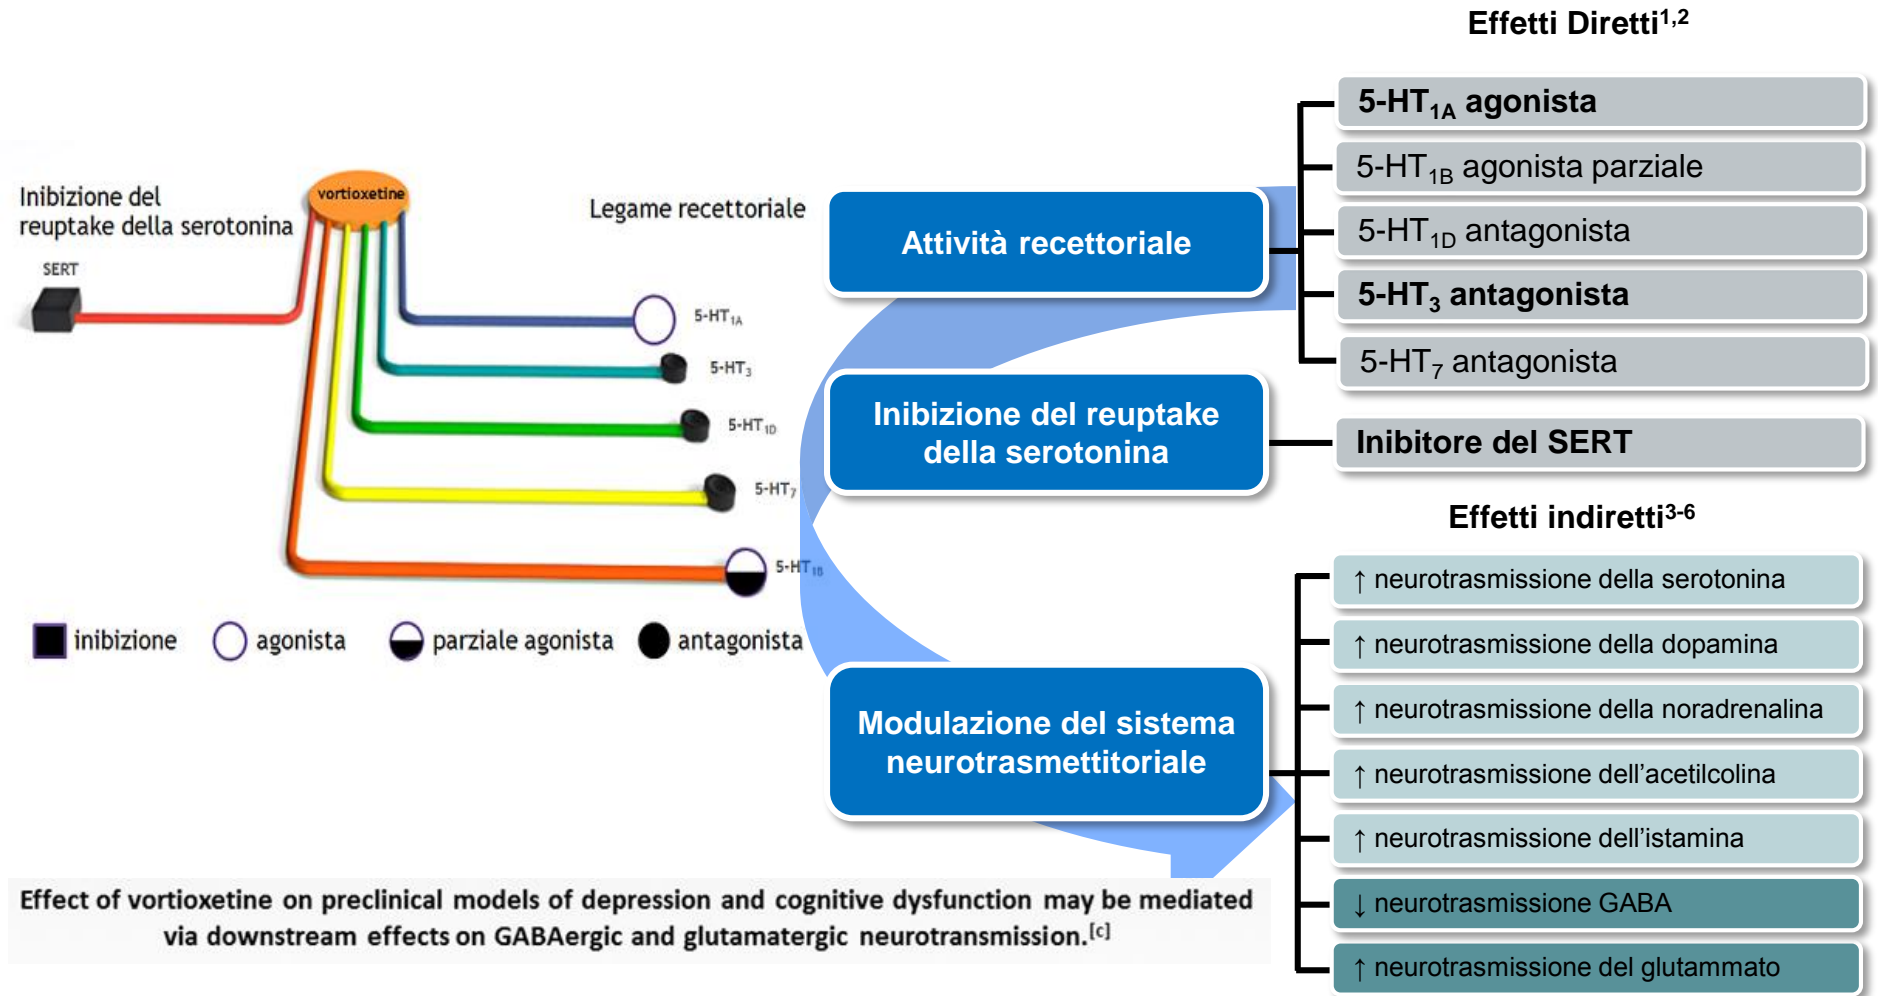 Effetti Diretti1,2
Inibizione del
reuptake della serotonina
SERT
vortioxetine
Legame recettoriale
5-HT1A
5-HT3
5-HT1D
5-HT7
5-HT1B
inibizione
agonista
parziale agonista
antagonista
Effect of vortioxetine on preclinical models of depression and cognitive dysfunction may be mediated
via downstream effects on GABAergic and glutamatergic neurotransmission.[c]
Attività recettoriale
Inibizione del reuptake
della serotonina
Modulazione del sistema
neurotrasmettitoriale
5-HT1A agonista
5-HT1B agonista parziale
5-HT1D antagonista
5-HT3 antagonista
5-HT7 antagonista
Inibitore del SERT
Effetti indiretti3-6
↑ neurotrasmissione della serotonina
↑ neurotrasmissione della dopamina
↑ neurotrasmissione della noradrenalina
↑ neurotrasmissione dell’acetilcolina
↑ neurotrasmissione dell’istamina
↓ neurotrasmissione GABA
↑ neurotrasmissione del glutammato